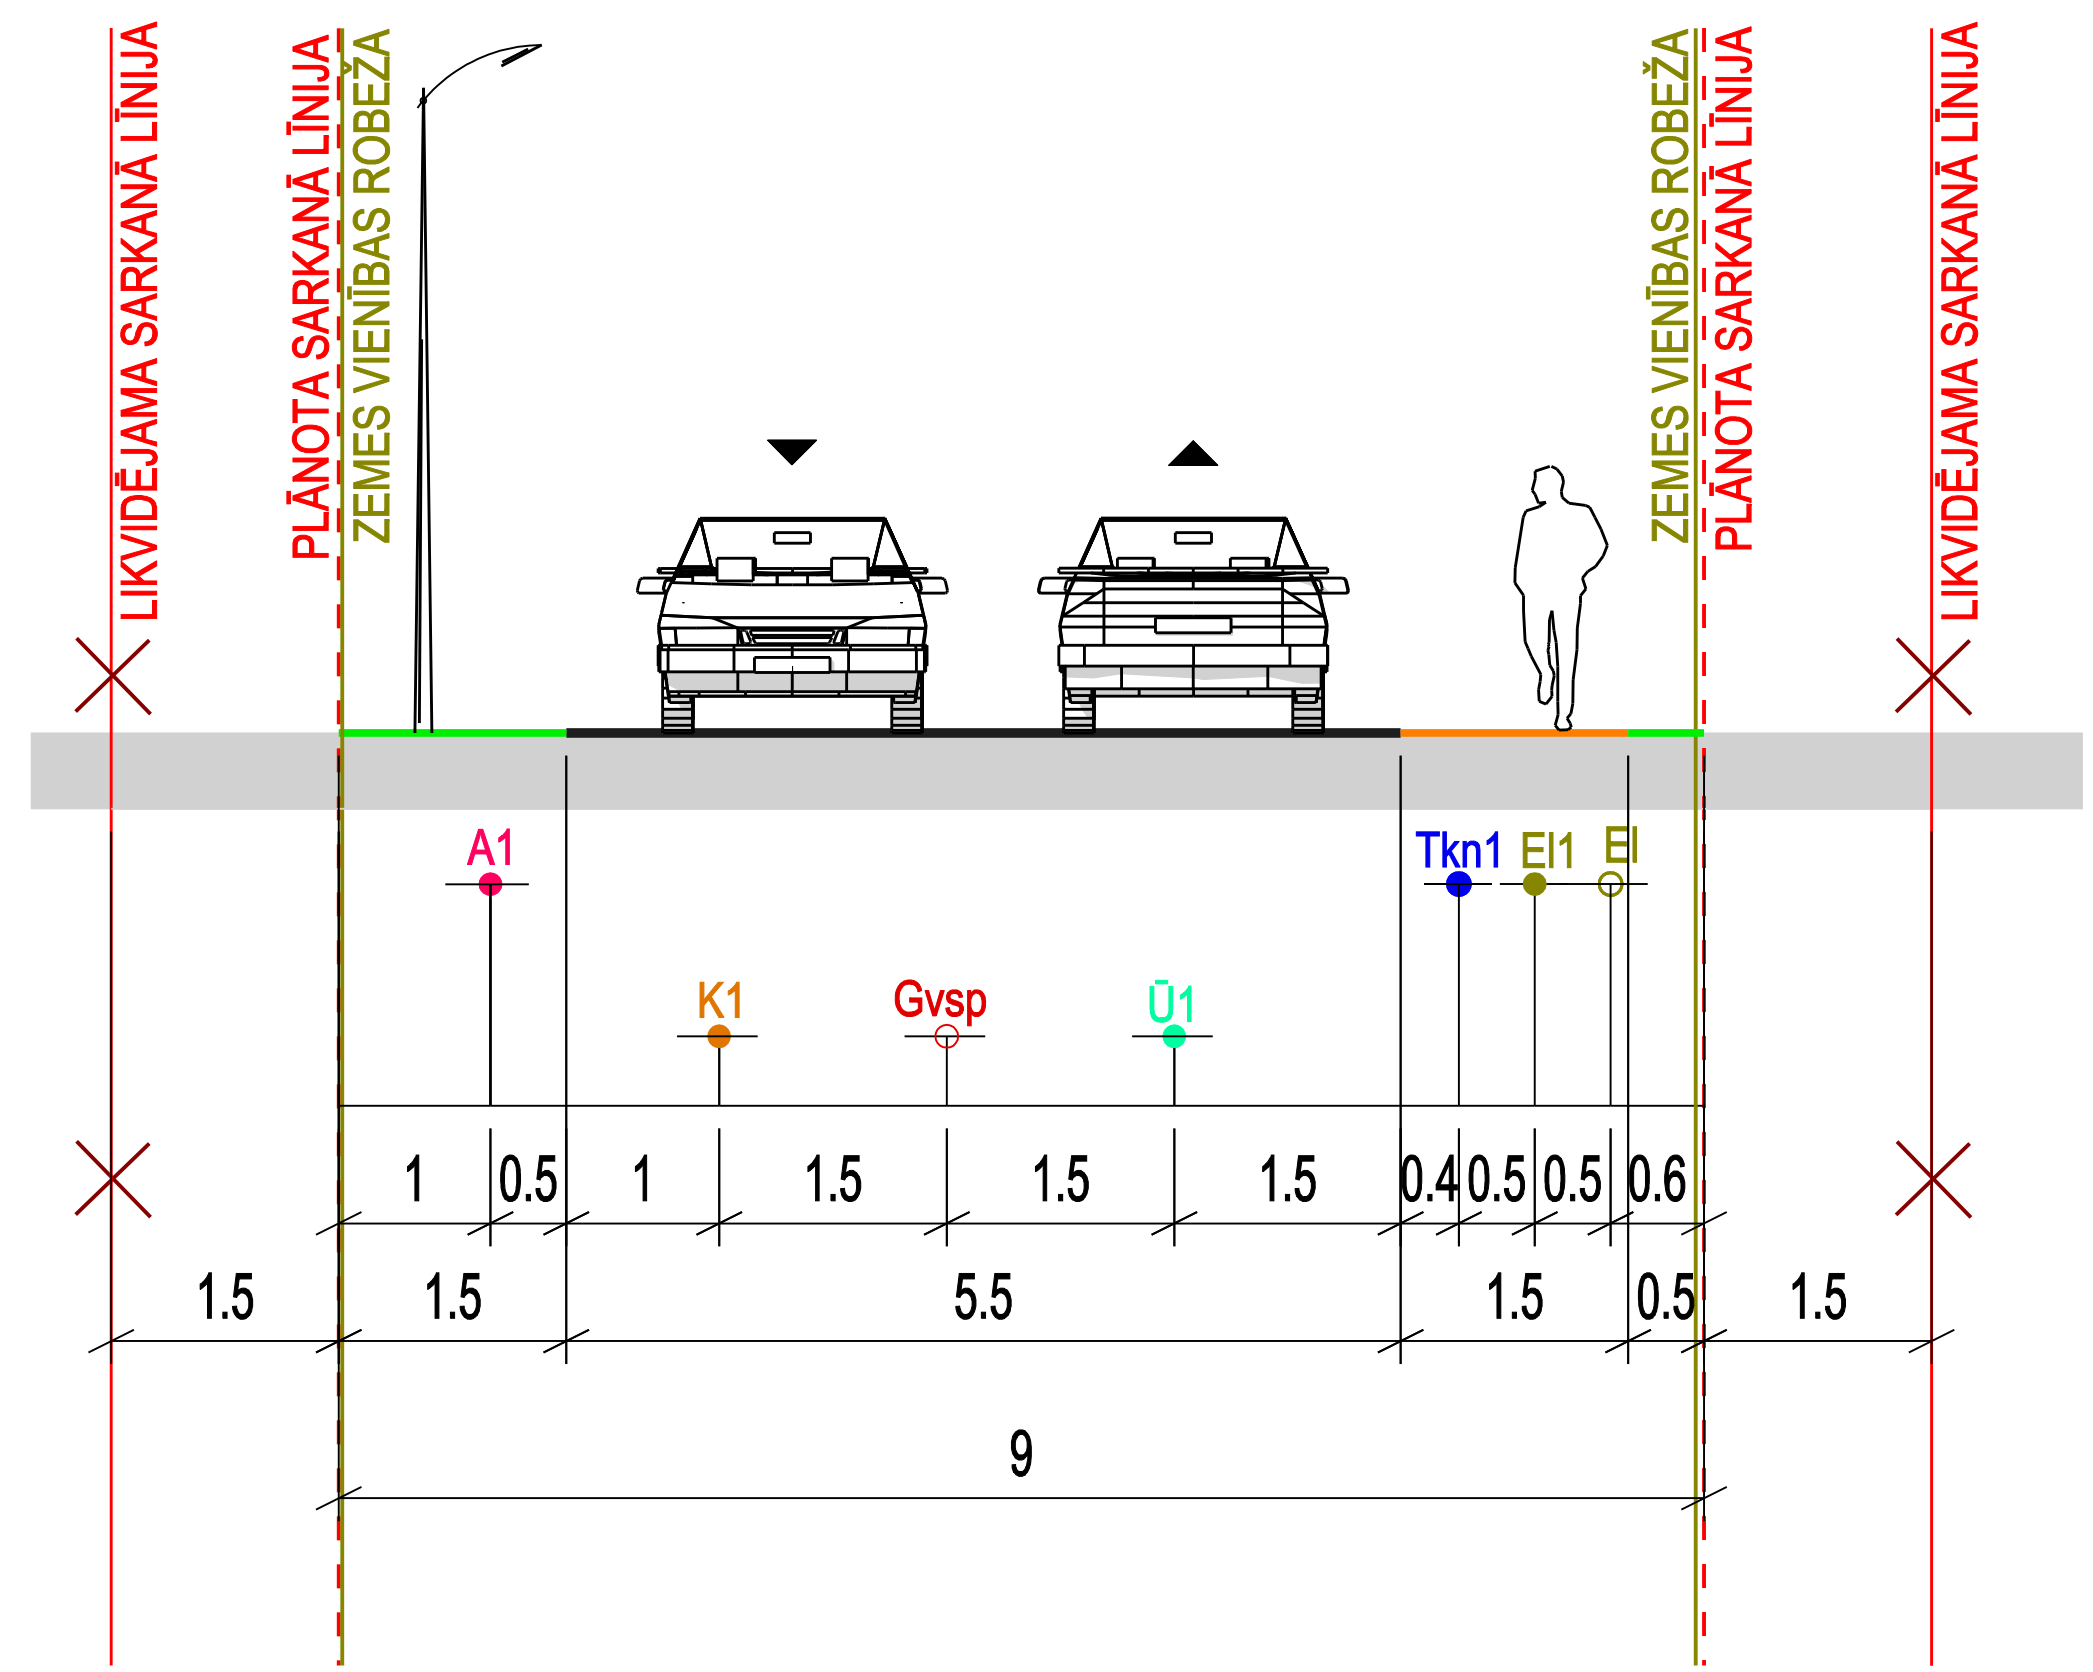 LIKVIDĒJAMA SARKANĀ LĪNIJA
PLĀNOTA SARKANĀ LĪNIJA
ZEMES VIENĪBAS ROBEŽA
ZEMES VIENĪBAS ROBEŽA
PLĀNOTA SARKANĀ LĪNIJA
LIKVIDĒJAMA SARKANĀ LĪNIJA
A1
Tkn1
El1
El
K1
Gvsp
Ū1
1 0.5 1 1.5 1.5 1.5 0.4 0.5 0.5 0.6
1.5 1.5 5.5 1.5 0.5 1.5
9